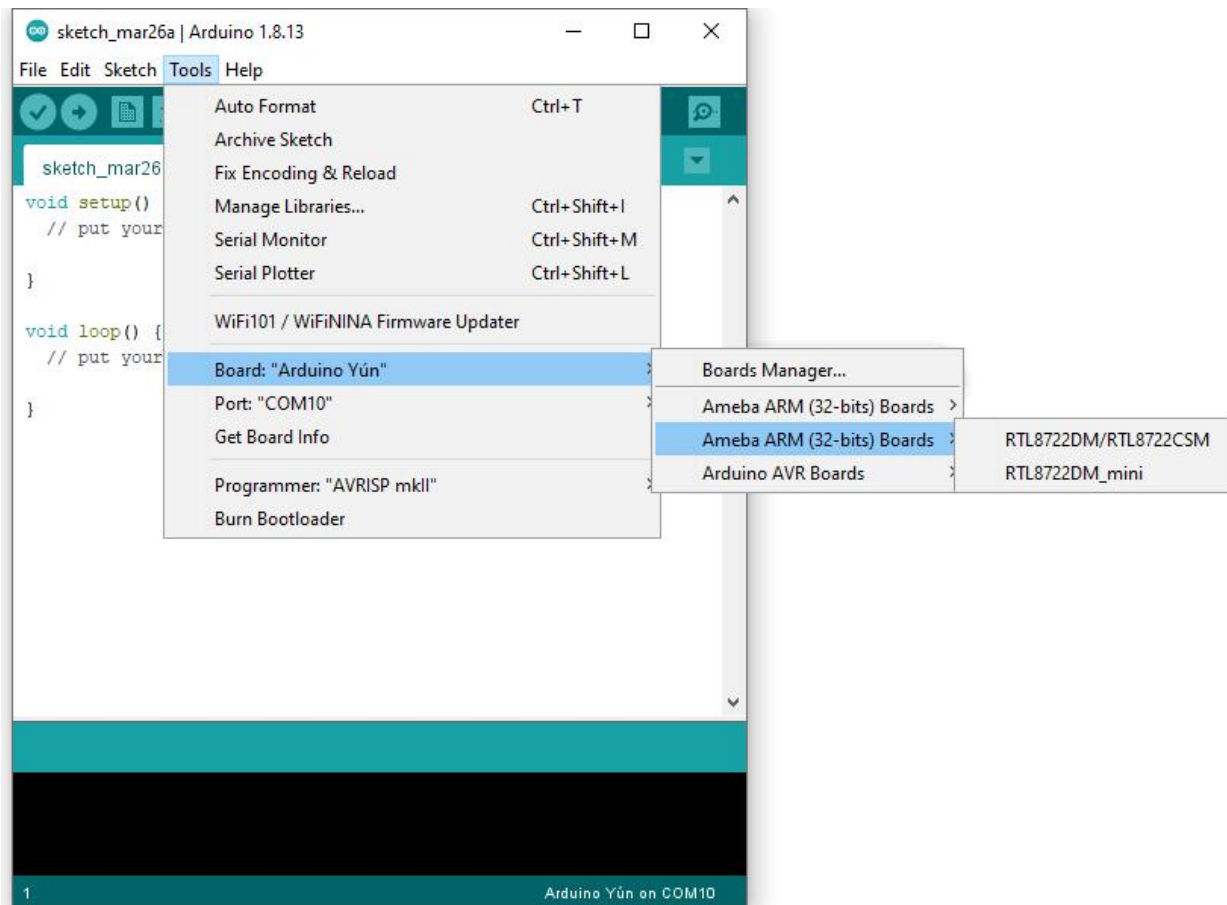 sketch_mar26a | Arduino 1.8.13
File Edit Sketch Tools Help
Auto Format Ctrl+T
Archive Sketch
sketch_mar26
Fix Encoding & Reload
void setup()
Manage Libraries... Ctrl+Shift+I
// put your
Serial Monitor Ctrl+Shift+M
}
Serial Plotter Ctrl+Shift+L
WiFi101 / WiFiNINA Firmware Updater
void loop() {
// put your
Board: "Arduino Yún" Boards Manager...
}
Port: "COM10" Ameba ARM (32-bits) Boards
Get Board Info Ameba ARM (32-bits) Boards RTL8722DM/RTL8722CSM
Arduino AVR Boards RTL8722DM_mini
Programmer: "AVRISP mkII"
Burn Bootloader
1 Arduino Yún on COM10